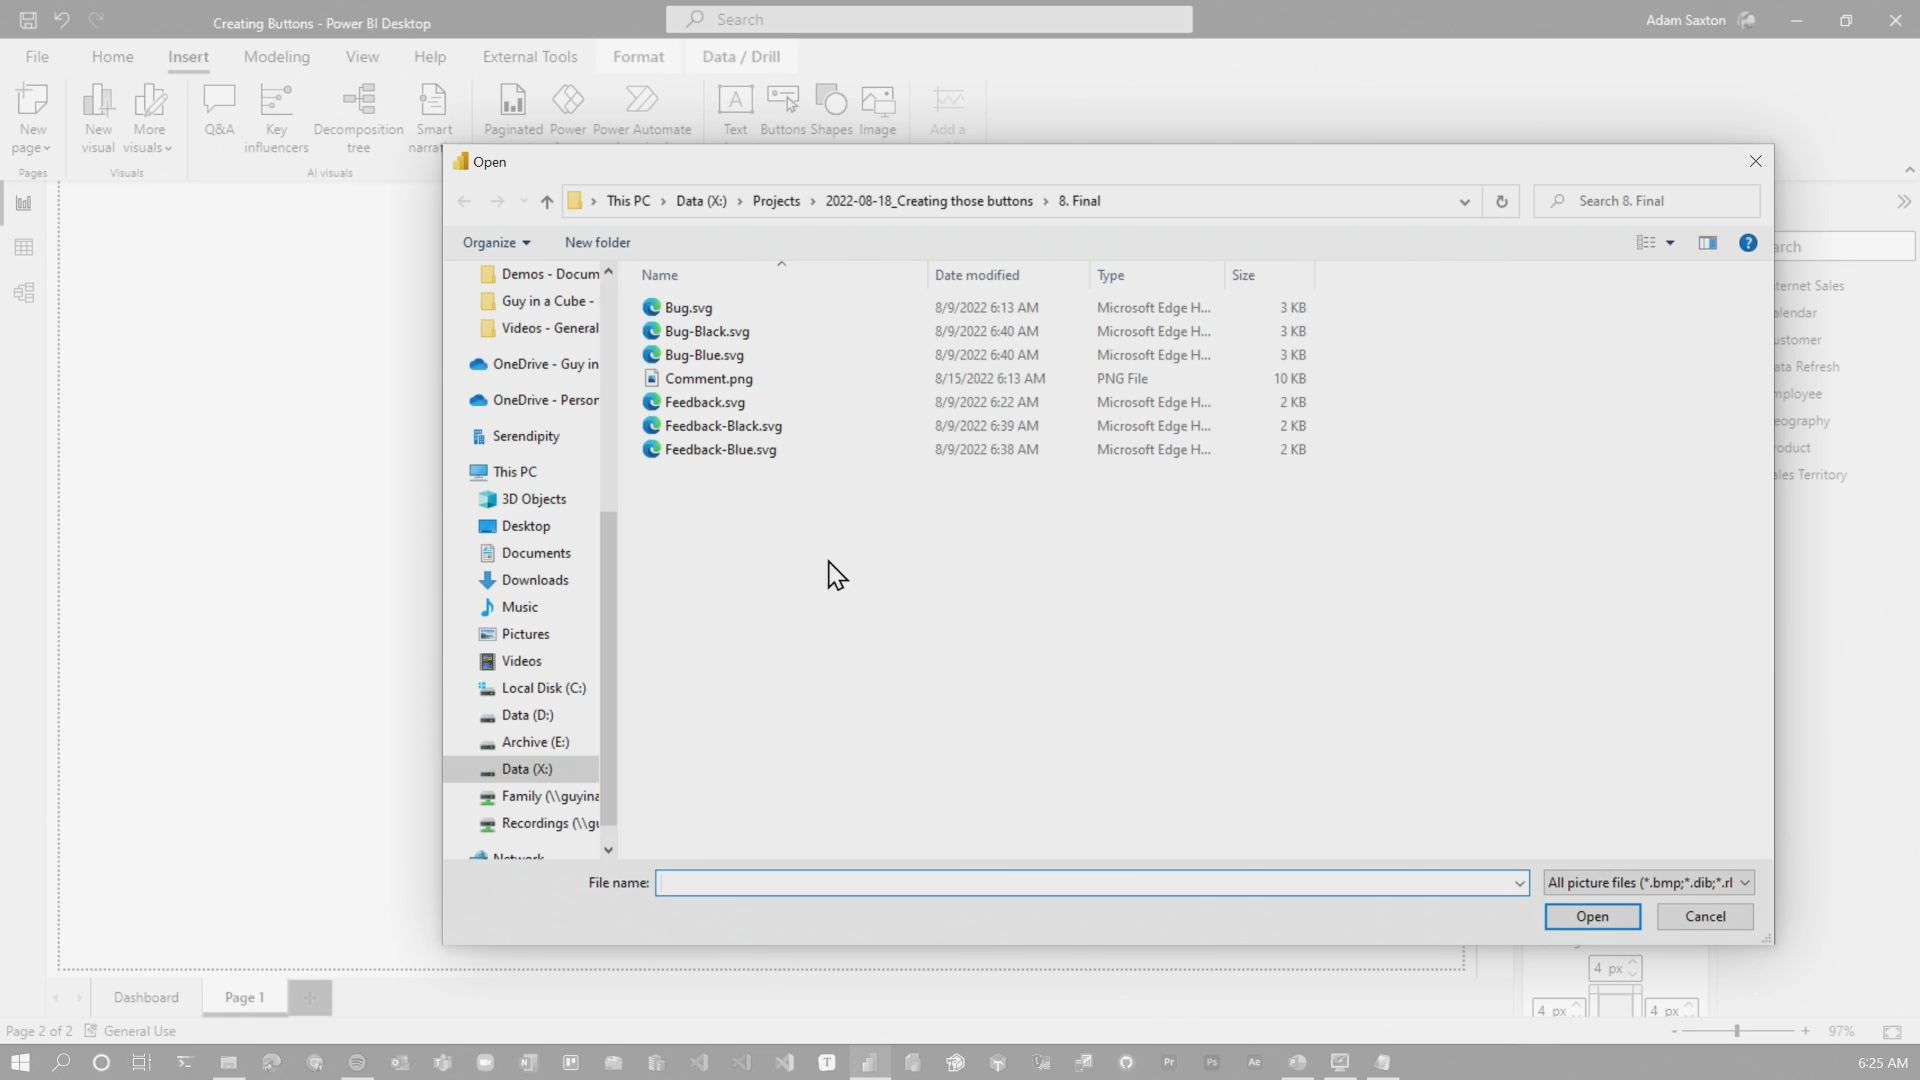 Creating Buttons - Power BI Desktop
Search
Adam Saxton
File Home Insert Modeling View Help External Tools Format Data / Drill
New page
New visual
More visuals
Q&A
Key influencers
Decomposition tree
Smart
Paginated
Power
Power Automate
Text
Buttons
Shapes
Image
Add a
Pages
Visuals
AI visuals
Open
This PC > Data (X:) > Projects > 2022-08-18_Creating those buttons > 8. Final
Search 8. Final
Organize
New folder
Name Date modified Type Size
Bug.svg 8/9/2022 6:13 AM Microsoft Edge H... 3 KB
Bug-Black.svg 8/9/2022 6:40 AM Microsoft Edge H... 3 KB
Bug-Blue.svg 8/9/2022 6:40 AM Microsoft Edge H... 3 KB
Comment.png 8/15/2022 6:13 AM PNG File 10 KB
Feedback.svg 8/9/2022 6:22 AM Microsoft Edge H... 2 KB
Feedback-Black.svg 8/9/2022 6:39 AM Microsoft Edge H... 2 KB
Feedback-Blue.svg 8/9/2022 6:38 AM Microsoft Edge H... 2 KB
Demos - Docum
Guy in a Cube -
Videos - General
OneDrive - Guy in
OneDrive - Person
Serendipity
This PC
3D Objects
Desktop
Documents
Downloads
Music
Pictures
Videos
Local Disk (C:)
Data (D:)
Archive (E:)
Data (X:)
Family (\\guyina
Recordings (\\gu
Network
File name:
All picture files (*.bmp;*.dib;*.rl
Open
Cancel
arch
ternet Sales
alendar
ustomer
ata Refresh
mployee
eography
roduct
ales Territory
4 px
4 px
4 px
Dashboard
Page 1
Page 2 of 2
General Use
97%
6:25 AM